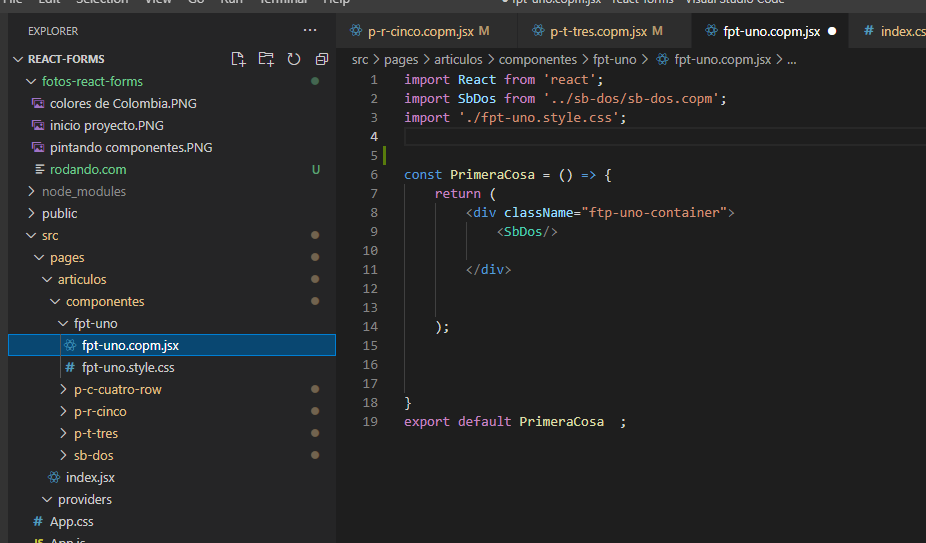 File Edit Selection View Go Run Terminal Help
fpt-uno.copm.jsx - react-forms - Visual Studio Code
EXPLORER
REACT-FORMS
fotos-react-forms
colores de Colombia.PNG
inicio proyecto.PNG
pintando componentes.PNG
rodando.com U
node_modules
public
src
pages
articulos
componentes
fpt-uno
fpt-uno.copm.jsx
# fpt-uno.style.css
p-c-cuatro-row
p-r-cinco
p-t-tres
sb-dos
index.jsx
providers
# App.css
JS App.js
p-r-cinco.copm.jsx M
p-t-tres.copm.jsx M
fpt-uno.copm.jsx ●
# index.cs
src > pages > articulos > componentes > fpt-uno > fpt-uno.copm.jsx > ...
1 import React from 'react';
2 import SbDos from '../sb-dos/sb-dos.copm';
3 import './fpt-uno.style.css';
4
5
6 const PrimeraCosa = () => {
7 return (
8 <div className="ftp-uno-container">
9 <SbDos/>
10
11 </div>
12
13
14 );
15
16
17
18 }
19 export default PrimeraCosa ;